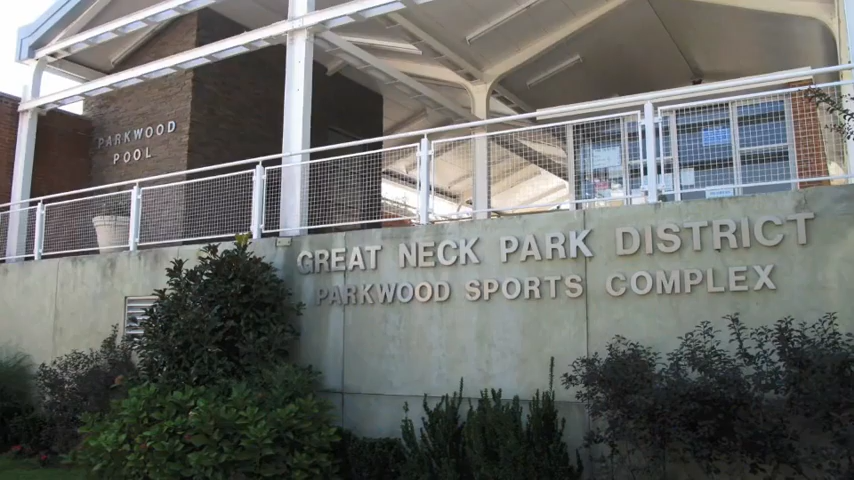 PARKWOOD
POOL
GREAT NECK PARK DISTRICT
PARKWOOD SPORTS COMPLEX